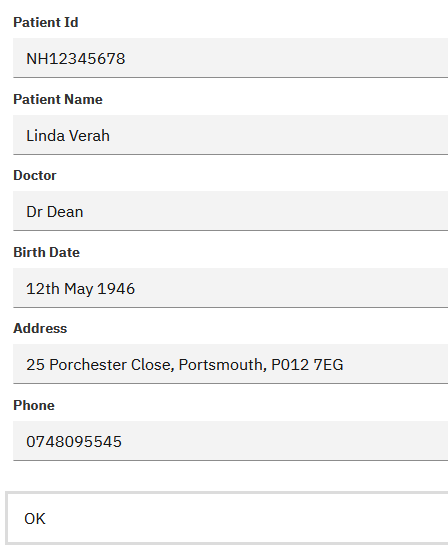 Patient Id
NH12345678
Patient Name
Linda Verah
Doctor
Dr Dean
Birth Date
12th May 1946
Address
25 Porchester Close, Portsmouth, P012 7EG
Phone
0748095545
OK